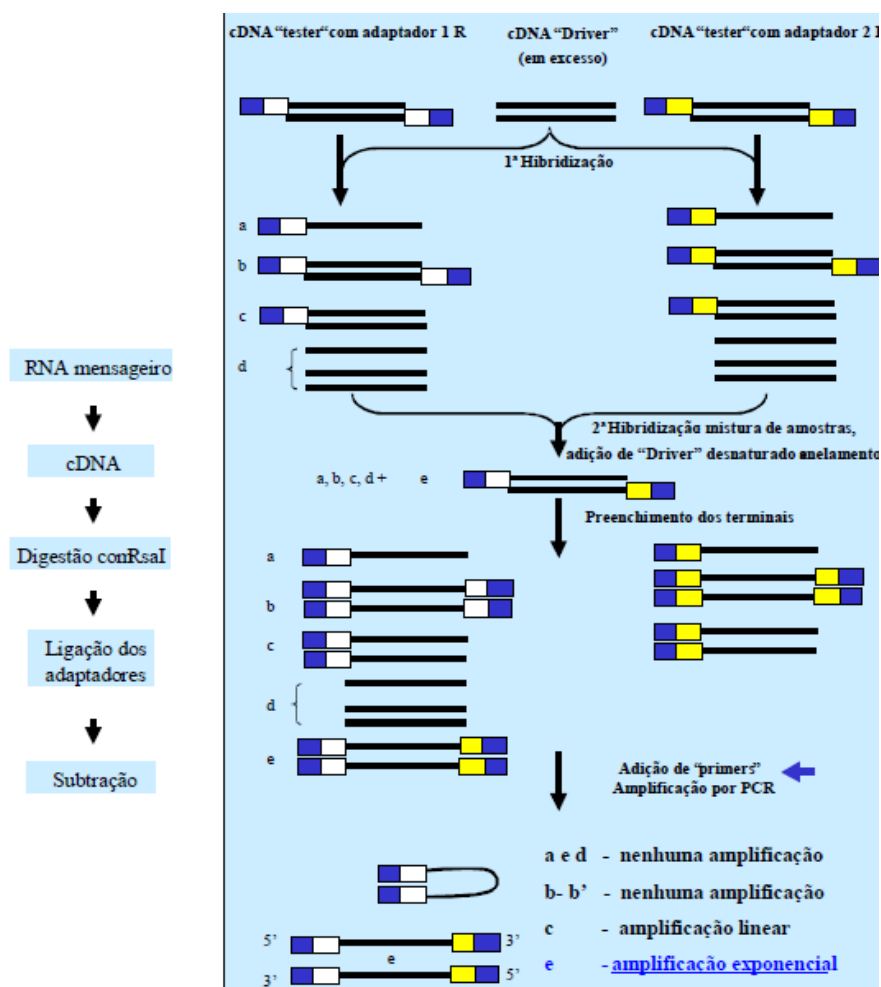 cDNA “tester“com adaptador 1 R
cDNA “Driver”
(em excesso)
cDNA “tester“com adaptador 2
1ª Hibridização
a
b
c
d
2ª Hibridização mistura de amostras,
adição de “Driver” desnaturado anelamento
a, b, c, d + e
Preenchimento dos terminais
a
b
c
d
e
Adição de “primers”
Amplificação por PCR
a e d - nenhuma amplificação
b- b’ - nenhuma amplificação
c - amplificação linear
e -amplificação exponencial
5’ 3’
e
3’ 5’
RNA mensageiro
cDNA
Digestão conRsaI
Ligação dos
adaptadores
Subtração